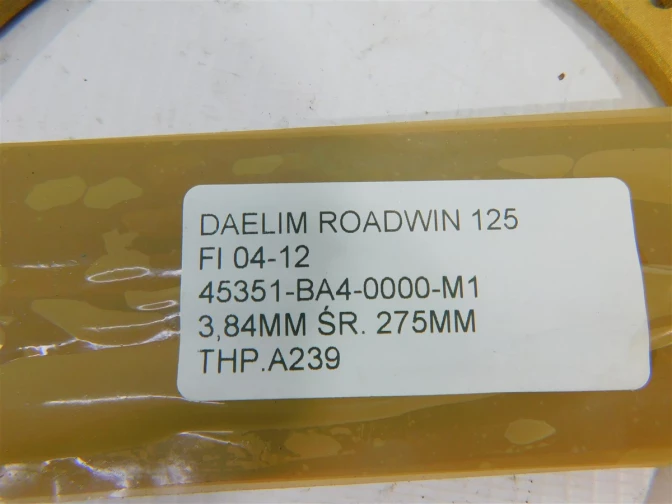 DAELIM ROADWIN 125
FI 04-12
45351-BA4-0000-M1
3,84MM ŚR. 275MM
THP.A239